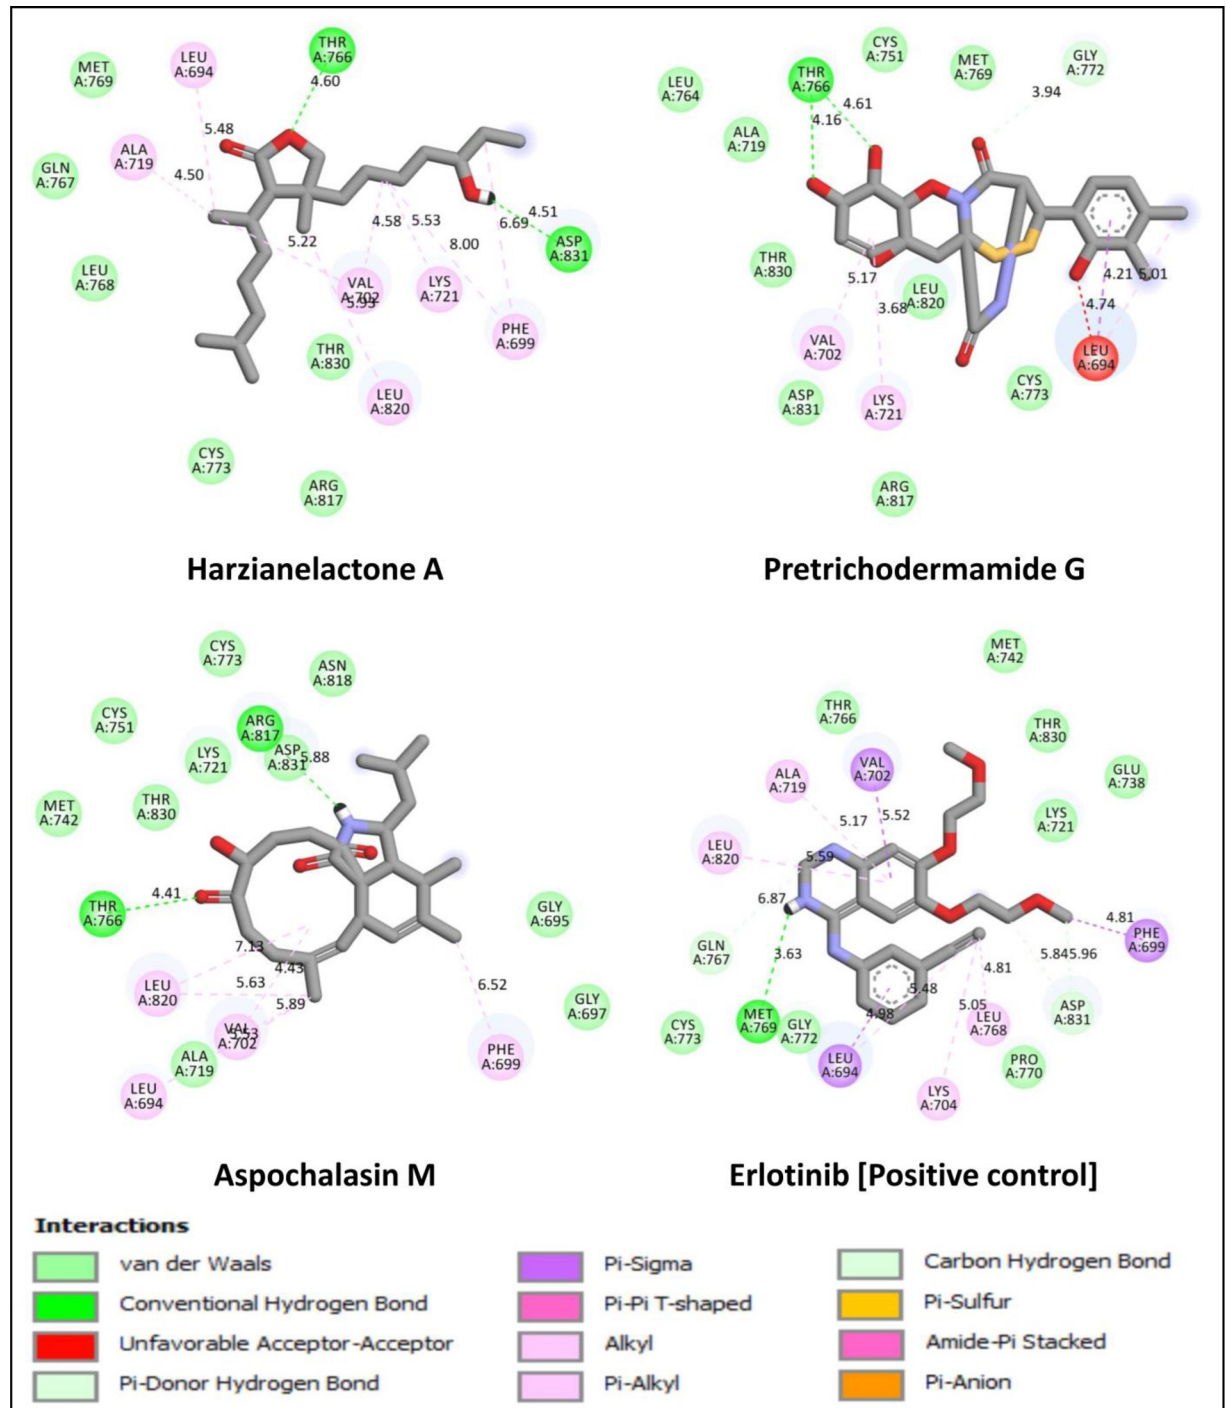 LEU
A:694
THR
A:766
MET
A:769
4.60
5.48
ALA
A:719
4.50
GLN
A:767
4.51
4.58
5.53
6.69
8.00
ASP
A:831
5.22
LEU
A:768
VAL
A:702
5.93
LYS
A:721
PHE
A:699
THR
A:830
LEU
A:820
CYS
A:773
ARG
A:817
Harzianelactone A
CYS
A:751
MET
A:769
GLY
A:772
THR
A:766
LEU
A:764
4.61
4.16
3.94
ALA
A:719
THR
A:830
5.17
LEU
A:820
4.21
5.01
3.68
4.74
VAL
A:702
LEU
A:694
ASP
A:831
LYS
A:721
CYS
A:773
ARG
A:817
Pretrichodermamide G
CYS
A:773
ASN
A:818
CYS
A:751
ARG
A:817
LYS
A:721
ASP
A:831
5.88
MET
A:742
THR
A:830
THR
A:766
4.41
GLY
A:695
7.13
4.43
LEU
A:820
5.63
5.89
6.52
GLY
A:697
VAL
A:702
5.53
ALA
A:719
PHE
A:699
LEU
A:694
Aspochalasin M
MET
A:742
THR
A:766
THR
A:830
ALA
A:719
VAL
A:702
GLU
A:738
LYS
A:721
5.17
5.52
LEU
A:820
5.59
6.87
4.81
PHE
A:699
GLN
A:767
3.63
5.84
5.96
4.81
5.48
4.98
5.05
CYS
A:773
MET
A:769
GLY
A:772
LEU
A:768
ASP
A:831
LEU
A:694
PRO
A:770
LYS
A:704
Erlotinib [Positive control]
Interactions
van der Waals
Conventional Hydrogen Bond
Unfavorable Acceptor-Acceptor
Pi-Donor Hydrogen Bond
Pi-Sigma
Pi-Pi T-shaped
Alkyl
Pi-Alkyl
Carbon Hydrogen Bond
Pi-Sulfur
Amide-Pi Stacked
Pi-Anion